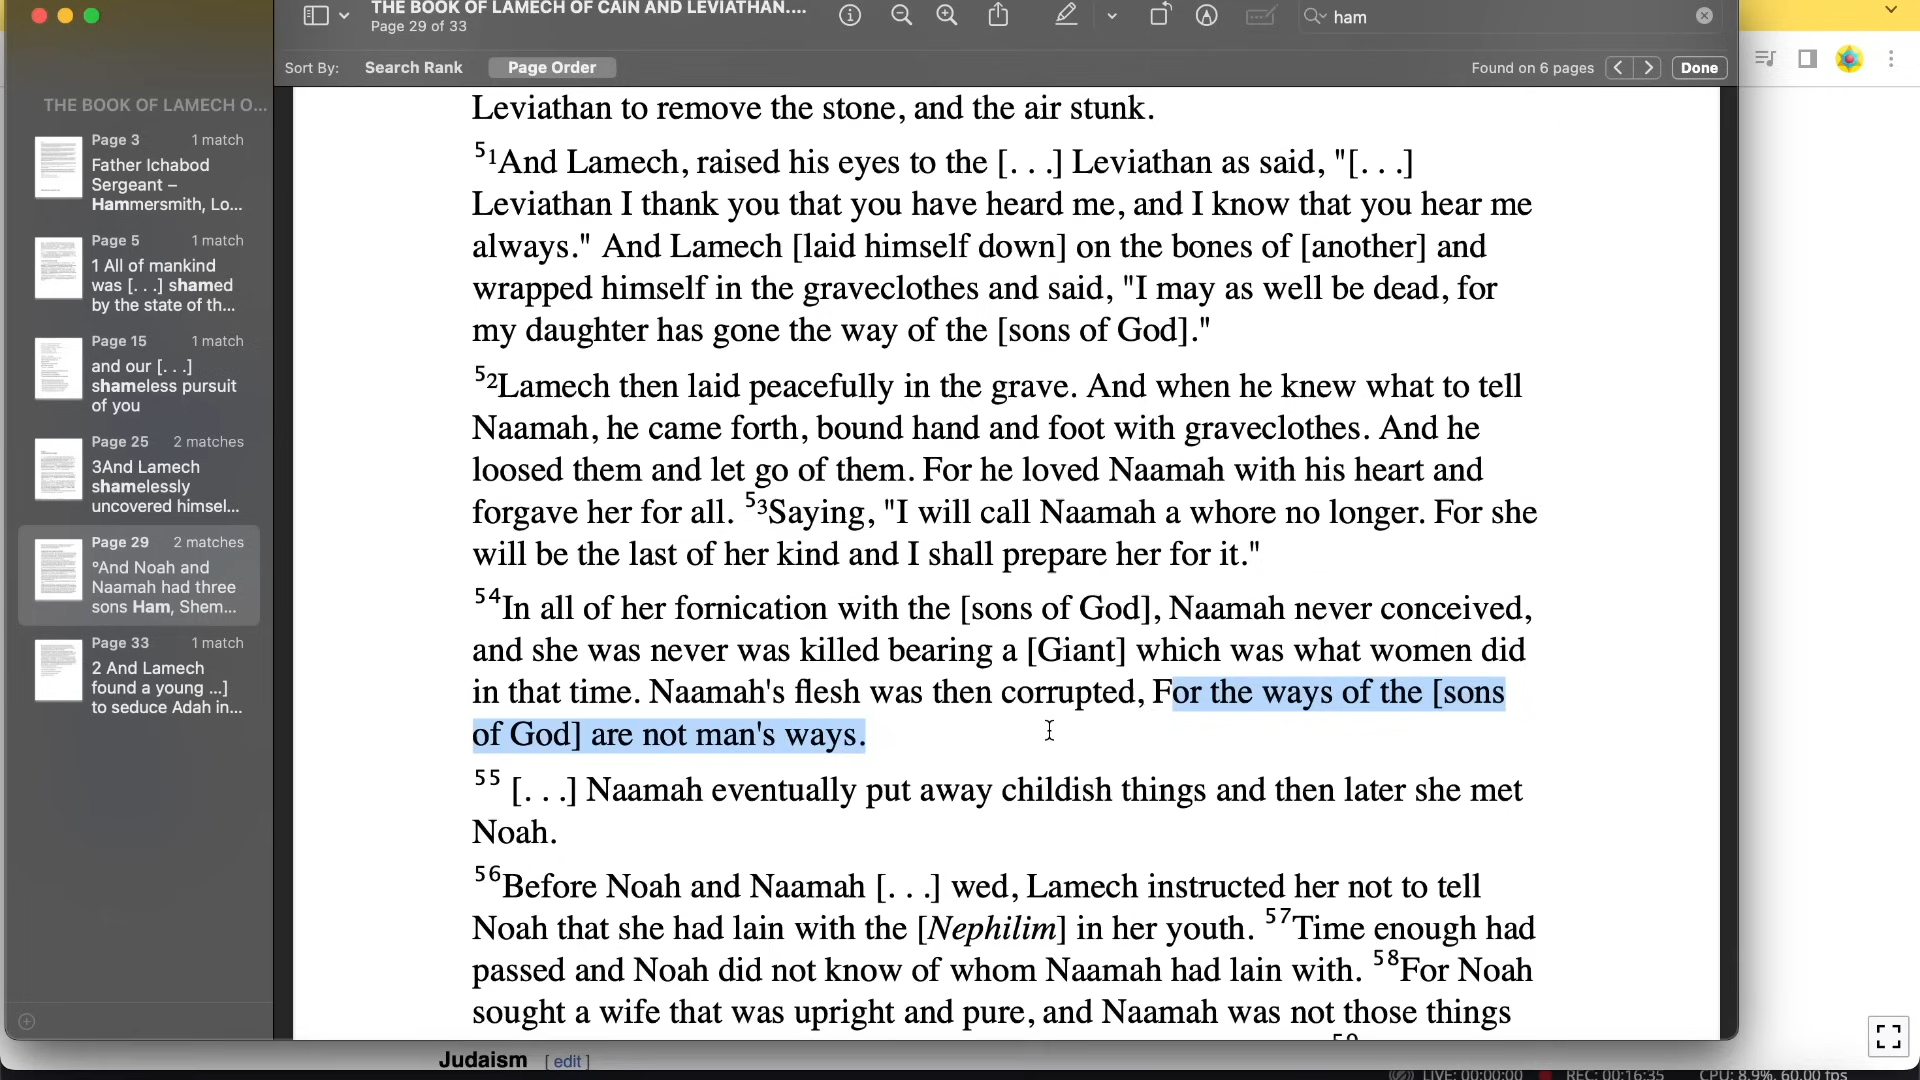 THE BOOK OF LAMECH OF CAIN AND LEVIATHAN....
Page 29 of 33
ham
Sort By:
Search Rank
Page Order
Found on 6 pages
Done
THE BOOK OF LAMECH O...
Page 3 1 match
Father Ichabod
Sergeant –
Hammersmith, Lo...
Page 5 1 match
1 All of mankind
was [. . .] shamed
by the state of th...
Page 15 1 match
and our [. . .]
shameless pursuit
of you
Page 25 2 matches
3And Lamech
shamelessly
uncovered himsel...
Page 29 2 matches
°And Noah and
Naamah had three
sons Ham, Shem...
Page 33 1 match
2 And Lamech
found a young ...]
to seduce Adah in...
Leviathan to remove the stone, and the air stunk.
51And Lamech, raised his eyes to the [. . .] Leviathan as said, "[. . .]
Leviathan I thank you that you have heard me, and I know that you hear me
always." And Lamech [laid himself down] on the bones of [another] and
wrapped himself in the graveclothes and said, "I may as well be dead, for
my daughter has gone the way of the [sons of God]."
52Lamech then laid peacefully in the grave. And when he knew what to tell
Naamah, he came forth, bound hand and foot with graveclothes. And he
loosed them and let go of them. For he loved Naamah with his heart and
forgave her for all. 53Saying, "I will call Naamah a whore no longer. For she
will be the last of her kind and I shall prepare her for it."
54In all of her fornication with the [sons of God], Naamah never conceived,
and she was never was killed bearing a [Giant] which was what women did
in that time. Naamah's flesh was then corrupted, For the ways of the [sons
of God] are not man's ways.
55 [. . .] Naamah eventually put away childish things and then later she met
Noah.
56Before Noah and Naamah [. . .] wed, Lamech instructed her not to tell
Noah that she had lain with the [Nephilim] in her youth. 57Time enough had
passed and Noah did not know of whom Naamah had lain with. 58For Noah
sought a wife that was upright and pure, and Naamah was not those things
59
Judaism [ edit ]
LIVE: 00:00:00 REC: 00:16:35 CPU: 8.9%, 60.00 fps